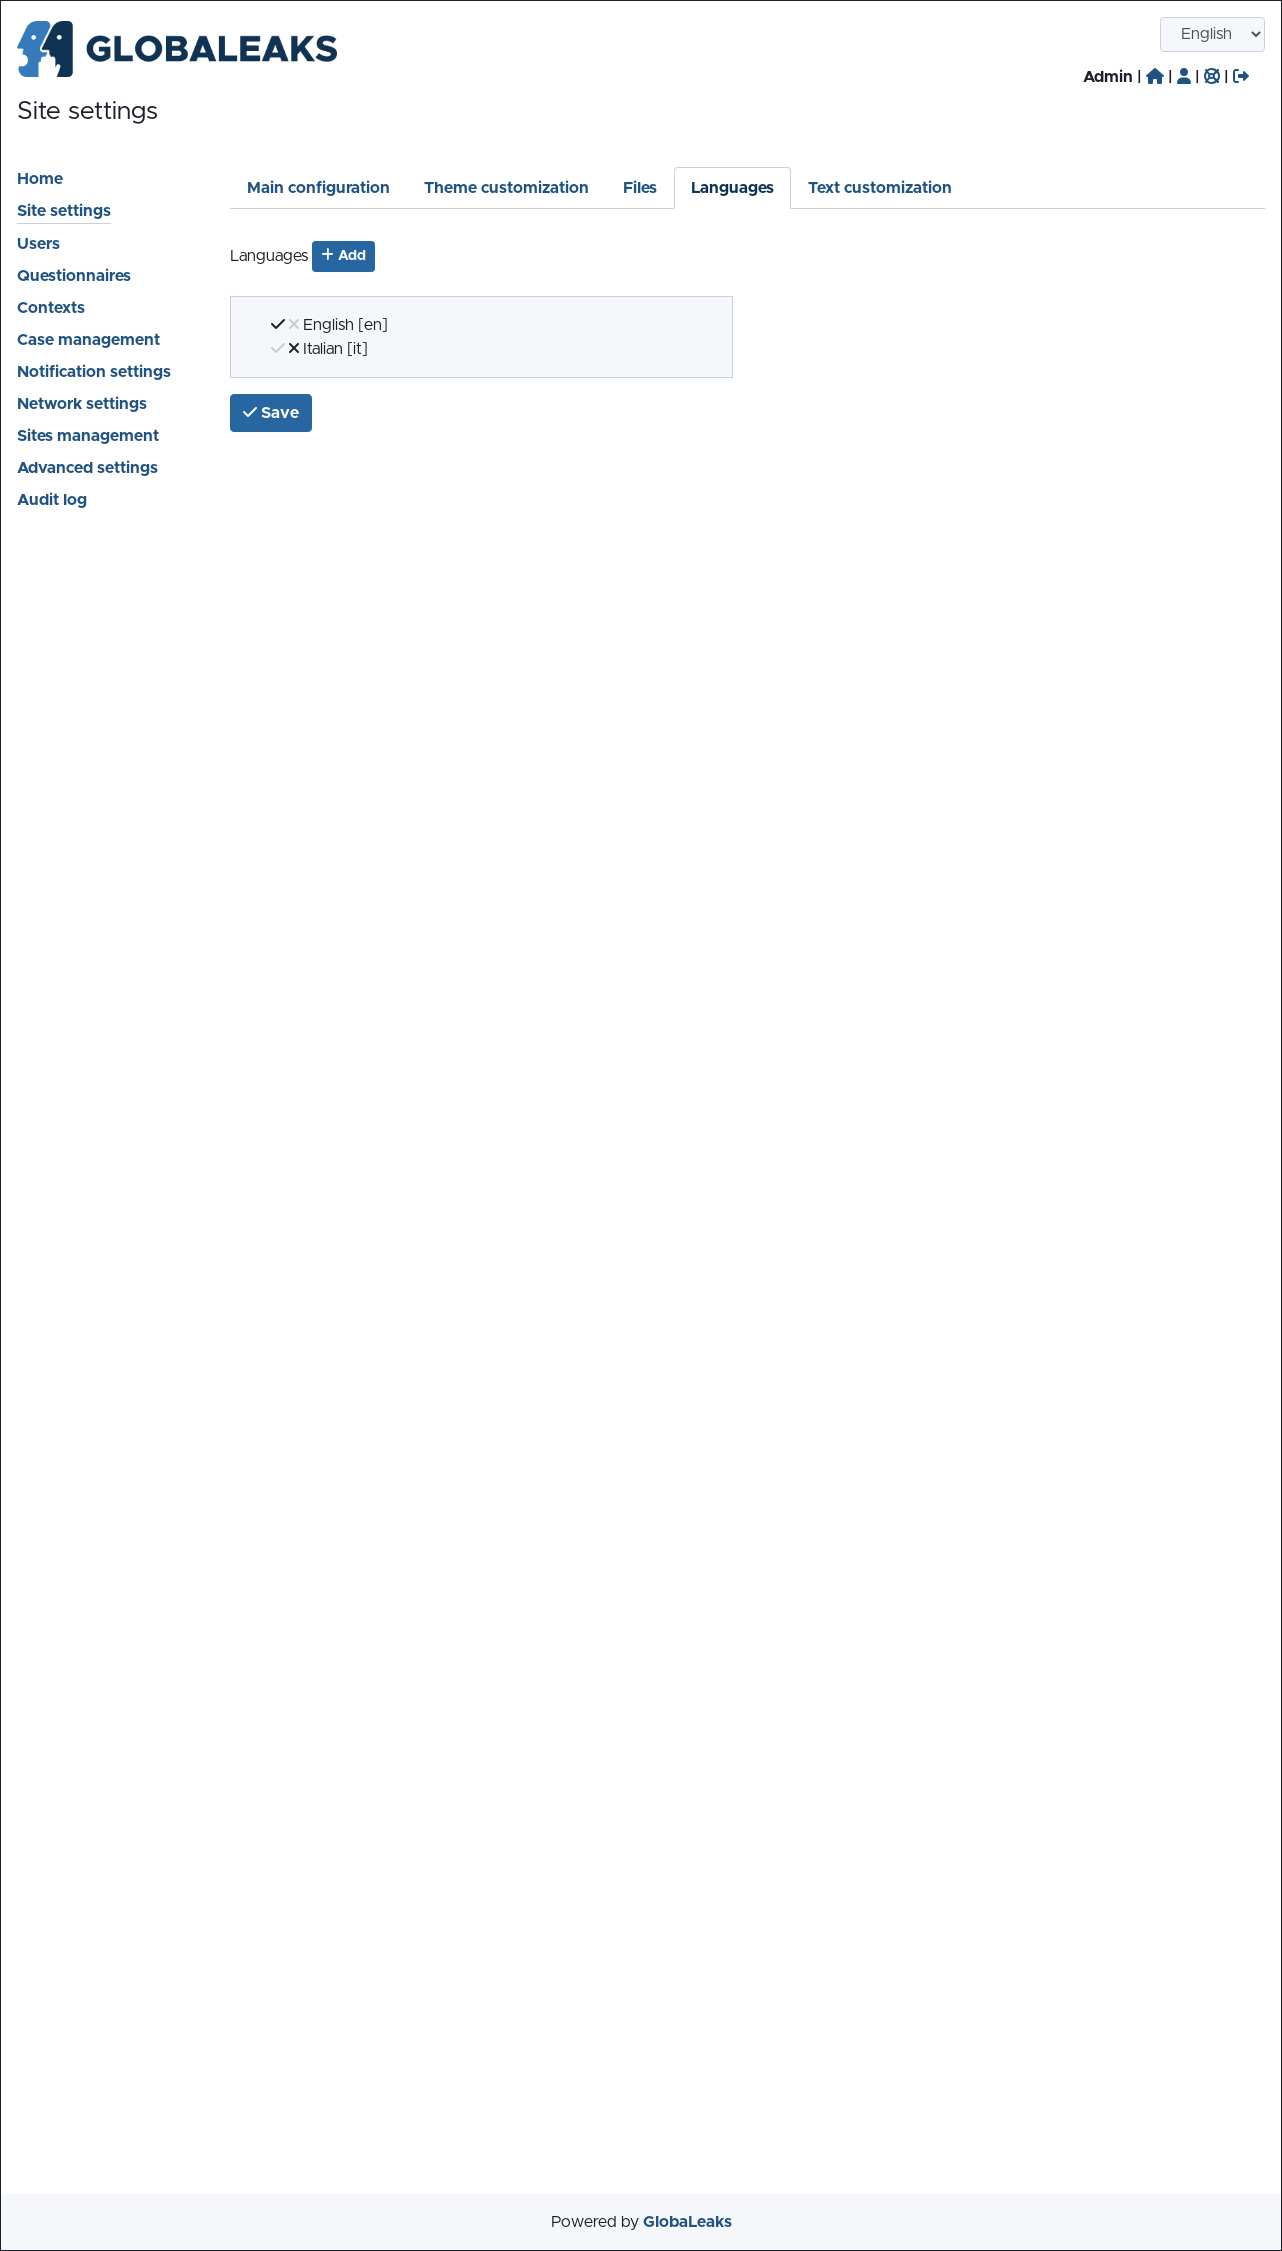 GLOBALEAKS
English
Admin | | | |
Site settings
Home
Site settings
Users
Questionnaires
Contexts
Case management
Notification settings
Network settings
Sites management
Advanced settings
Audit log
Main configuration
Theme customization
Files
Languages
Text customization
Languages
Add
English [en]
Italian [it]
Save
Powered by GlobaLeaks